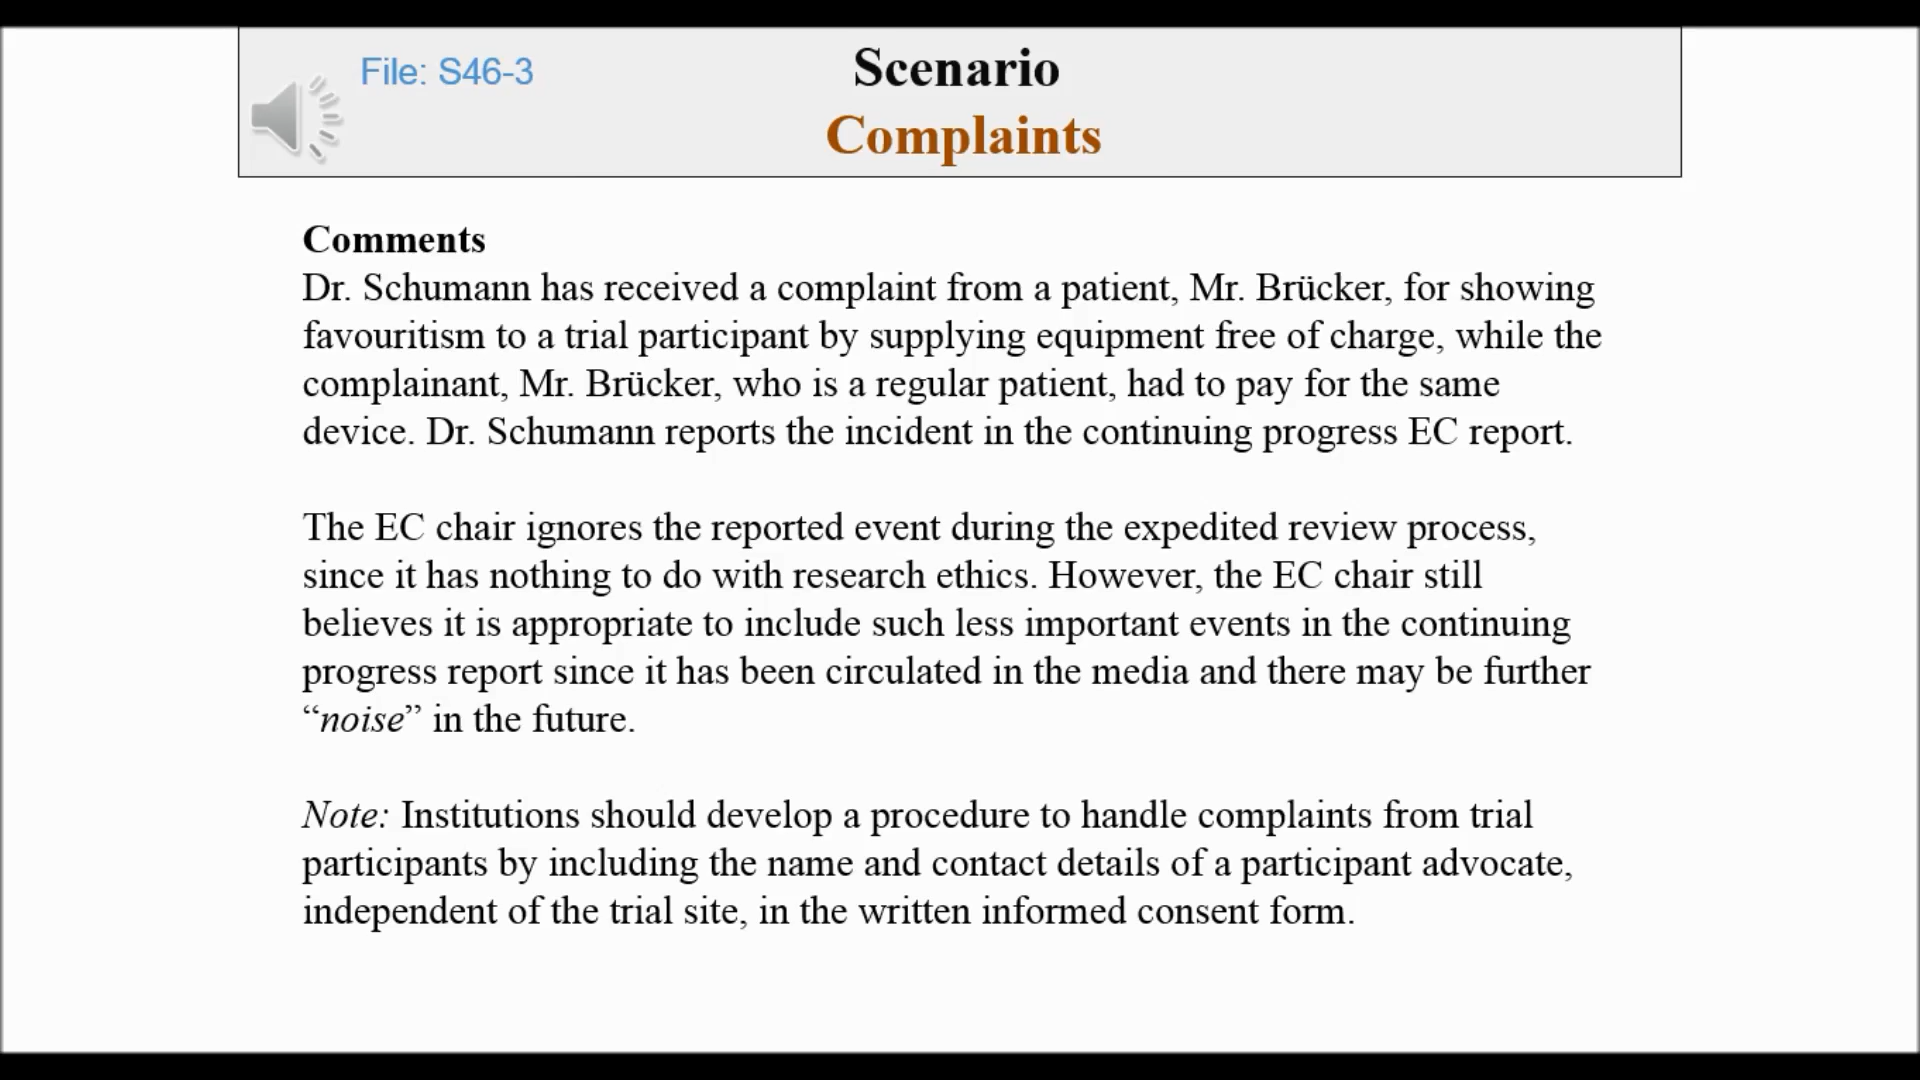 File: S46-3
Scenario
Complaints
Comments
Dr. Schumann has received a complaint from a patient, Mr. Brücker, for showing
favouritism to a trial participant by supplying equipment free of charge, while the
complainant, Mr. Brücker, who is a regular patient, had to pay for the same
device. Dr. Schumann reports the incident in the continuing progress EC report.
The EC chair ignores the reported event during the expedited review process,
since it has nothing to do with research ethics. However, the EC chair still
believes it is appropriate to include such less important events in the continuing
progress report since it has been circulated in the media and there may be further
“noise” in the future.
Note: Institutions should develop a procedure to handle complaints from trial
participants by including the name and contact details of a participant advocate,
independent of the trial site, in the written informed consent form.